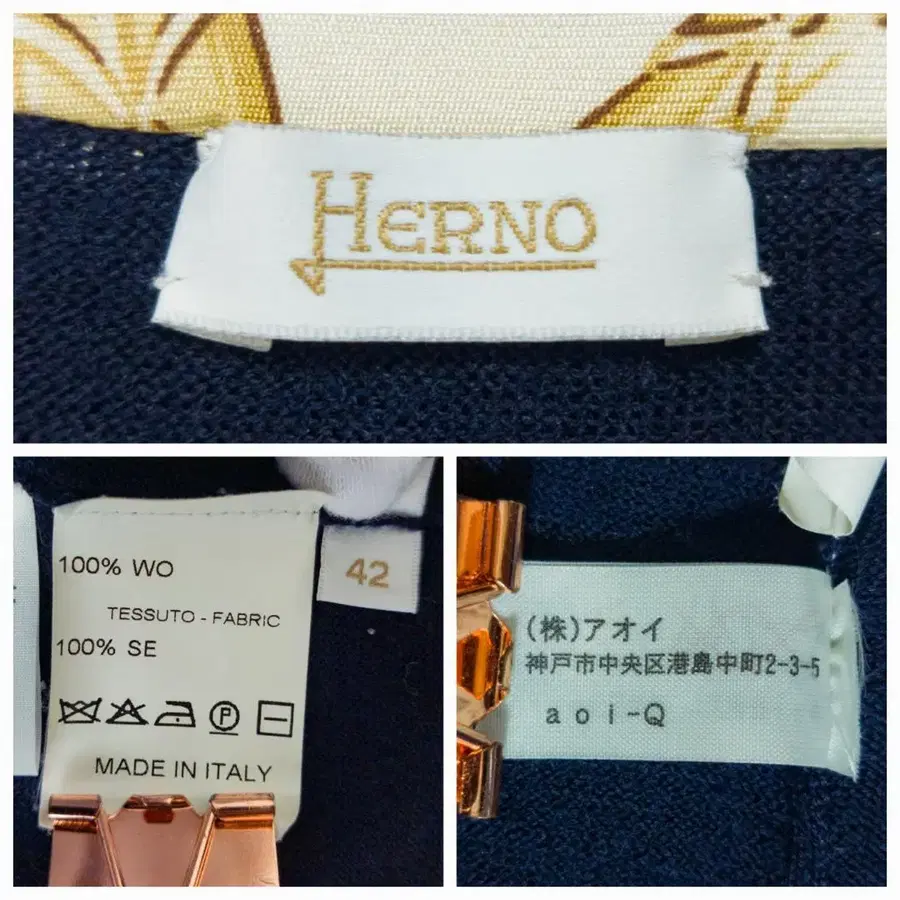 HERNO
100% WO
TESSUTO - FABRIC
100% SE
P
MADE IN ITALY
42
(株)アオイ
神戸市中央区港島中町2-3-5
aoi-Q